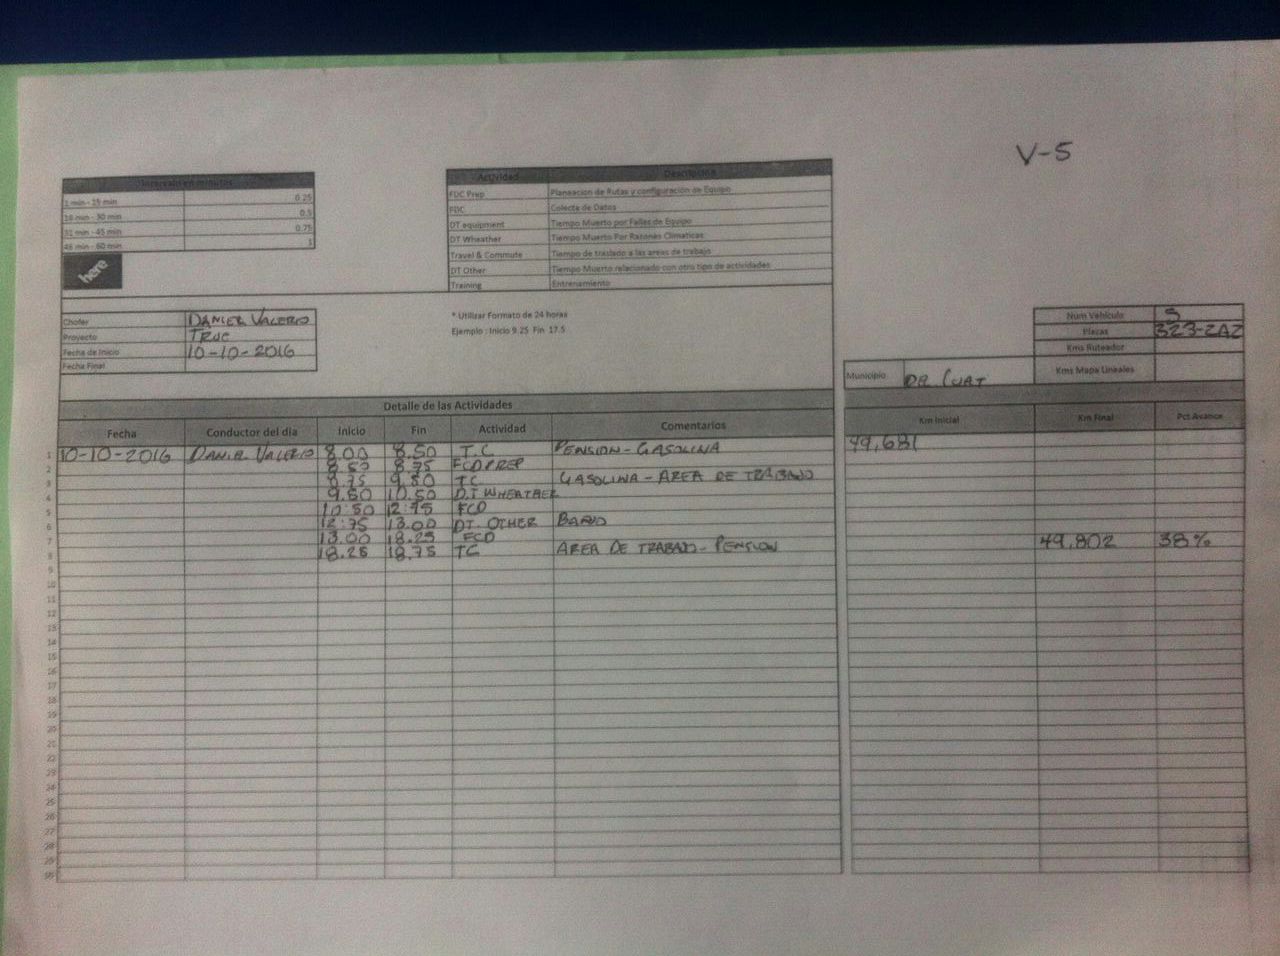 V-5
Intervalo en minutos
1 min - 15 min 0.25
16 min - 30 min 0.5
31 min - 45 min 0.75
46 min - 60 min 1
here
Actividad Descripción
FDC Prep Planeacion de Rutas y configuración de Equipo
FDC Colecta de Datos
DT equipment Tiempo Muerto por Fallas de Equipo
DT Wheather Tiempo Muerto Por Razones Climaticas
Travel & Commute Tiempo de traslado a las areas de trabajo
DT Other Tiempo Muerto relacionado con otro tipo de actividades
Training Entrenamiento
* Utilizar Formato de 24 horas
Ejemplo : Inicio 9.25 Fin 17.5
Chofer DANIEL VALERIO
Proyecto TRUE
Fecha de Inicio 10-10-2016
Fecha Final
Num Vehículo 5
Placas 323-ZAZ
Kms Ruteador
Kms Mapa Lineales
Municipio DR.
Detalle de las Actividades
Fecha Conductor del día Inicio Fin Actividad Comentarios Km Inicial Km Final Pct Avance
1 10-10-2016 DANIEL VALERIO 8.00 8.50 T.C PENSION-GASOLINA 49,681
2 8.50 8.75 FCD PREP
3 8.75 9.50 TC GASOLINA-AREA DE TRABAJO
4 9.50 10.50 D.T WHEATHER
5 10.50 12.75 FCD
6 12.75 13.00 DT. OTHER BAÑO
7 13.00 18.25 FCD 49,802 38%
8 18.25 18.75 TC AREA DE TRABAJO-PENSION
9
10
11
12
13
14
15
16
17
18
19
20
21
22
23
24
25
26
27
28
29
30